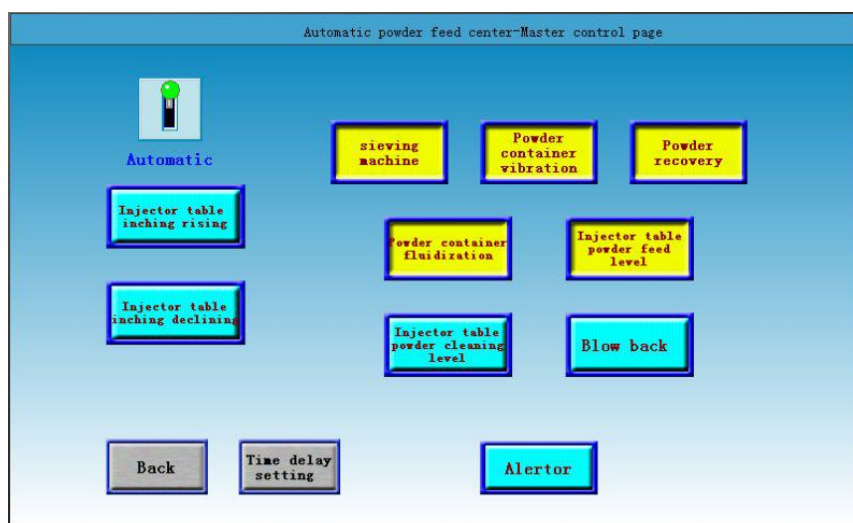 Automatic powder feed center-Master control page
Automatic
sieving
machine
Powder
container
vibration
Powder
recovery
Injector table
inching rising
Powder container
fluidization
Injector table
powder feed
level
Injector table
inching declining
Injector table
powder cleaning
level
Blow back
Back
Time delay
setting
Alertor